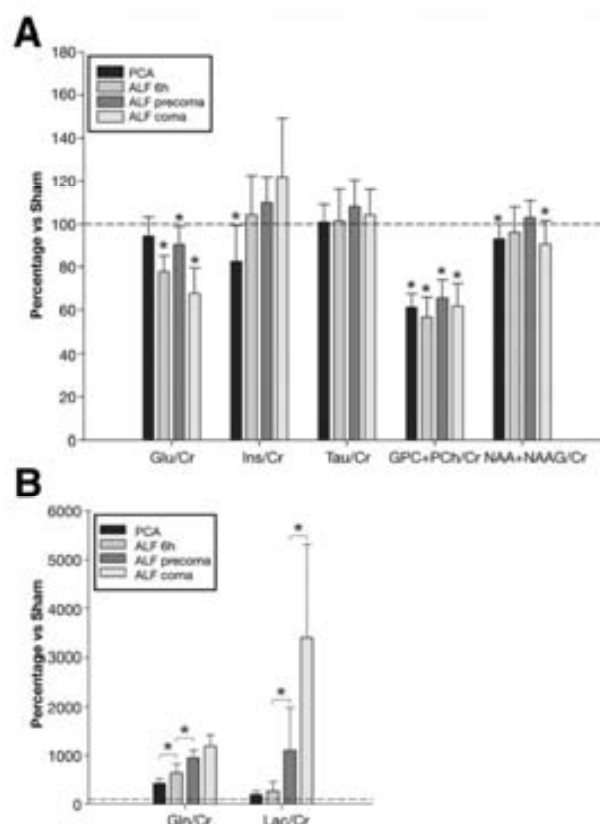 A
180
160
140
120
100
80
60
40
20
0
Percentage vs Sham
PCA
ALF 6h
ALF precoma
ALF coma
* * * * * * * * * * *
Glu/Cr Ins/Cr Tau/Cr GPC+PCh/Cr NAA+NAAG/Cr
B
6000
5000
4000
3000
2000
1000
0
Percentage vs Sham
PCA
ALF 6h
ALF precoma
ALF coma
* * * *
Gln/Cr Lac/Cr